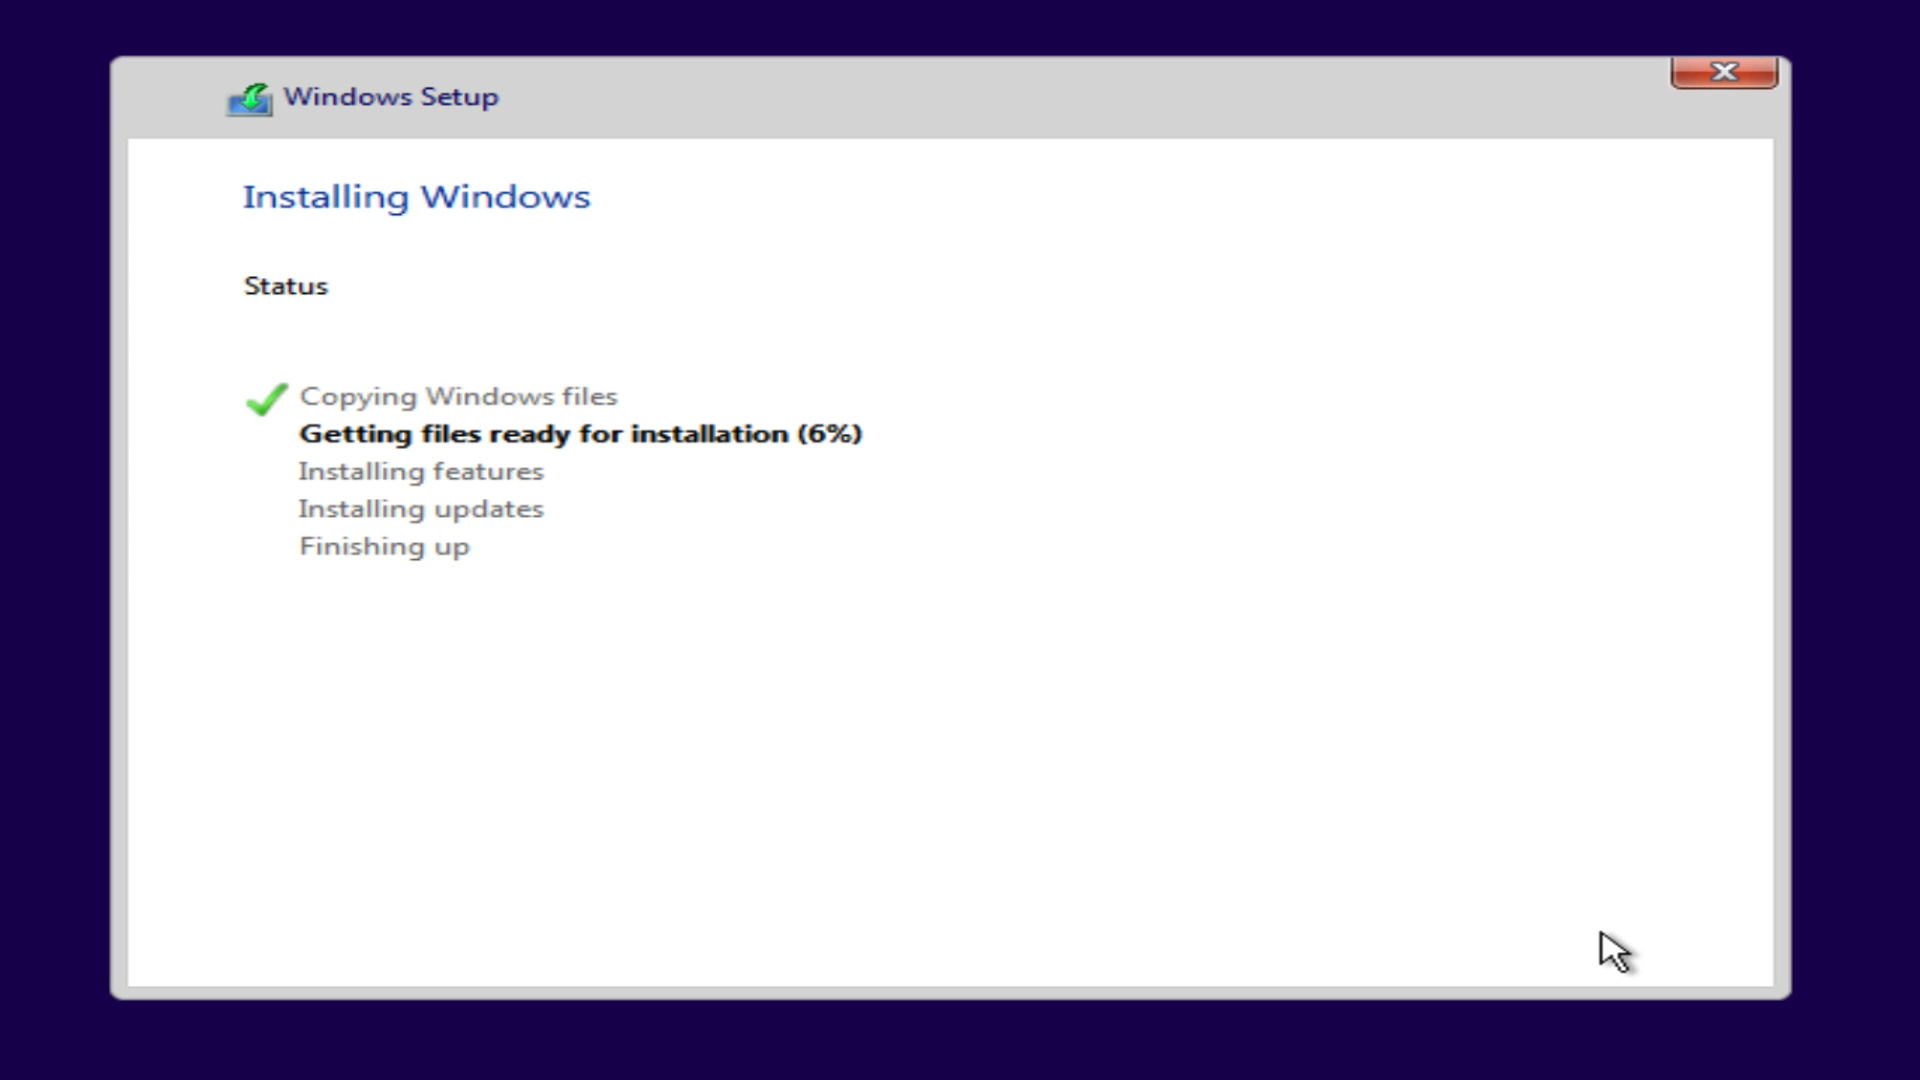 Windows Setup
Installing Windows
Status
Copying Windows files
Getting files ready for installation (6%)
Installing features
Installing updates
Finishing up